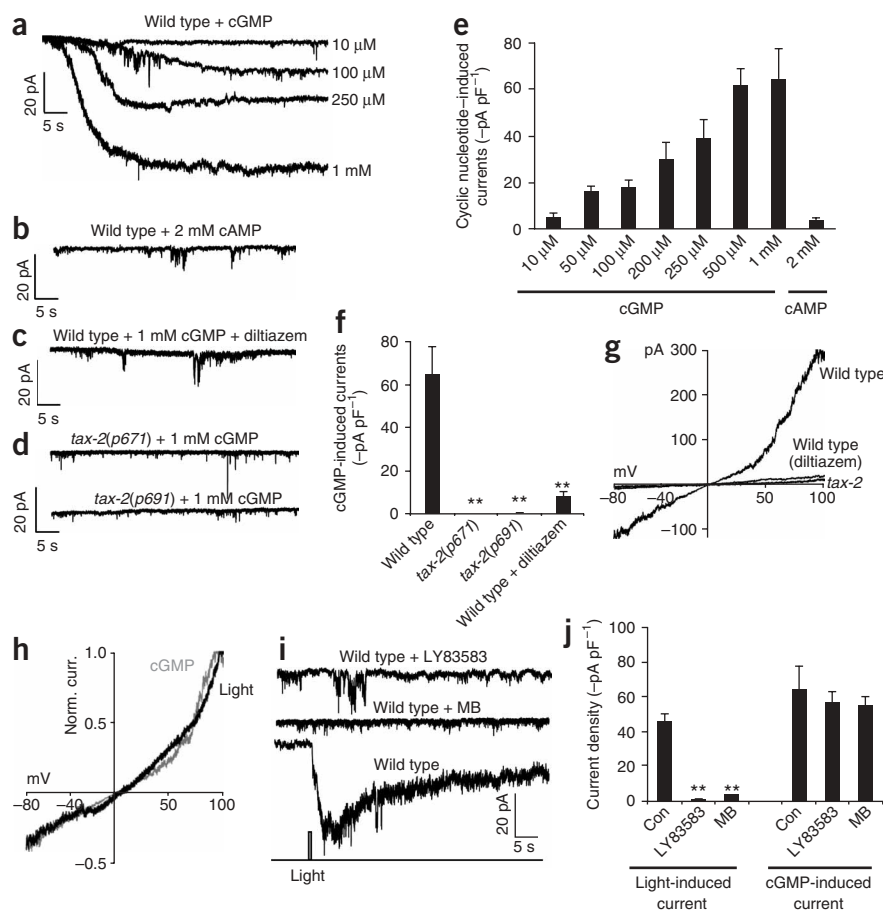 a
Wild type + cGMP
10 µM
100 µM
250 µM
1 mM
20 pA
5 s
b
Wild type + 2 mM cAMP
20 pA
5 s
c
Wild type + 1 mM cGMP + diltiazem
20 pA
5 s
d
tax-2(p671) + 1 mM cGMP
tax-2(p691) + 1 mM cGMP
20 pA
5 s
e
Cyclic nucleotide–induced
currents (–pA pF⁻¹)
80
60
40
20
0
10 µM
50 µM
100 µM
200 µM
250 µM
500 µM
1 mM
2 mM
cGMP
cAMP
f
cGMP-induced currents
(–pA pF⁻¹)
80
60
40
20
0
**
**
**
Wild type
tax-2(p671)
tax-2(p691)
Wild type + diltiazem
g
pA
300
200
100
–100
mV
–80
–40
50
100
Wild type
Wild type
(diltiazem)
tax-2
h
Norm. curr.
1.0
0.5
–0.5
cGMP
Light
mV
–80
–40
50
100
i
Wild type + LY83583
Wild type + MB
Wild type
20 pA
5 s
Light
j
Current density (–pA pF⁻¹)
100
80
60
40
20
0
**
**
Con
LY83583
MB
Con
LY83583
MB
Light-induced
current
cGMP-induced
current